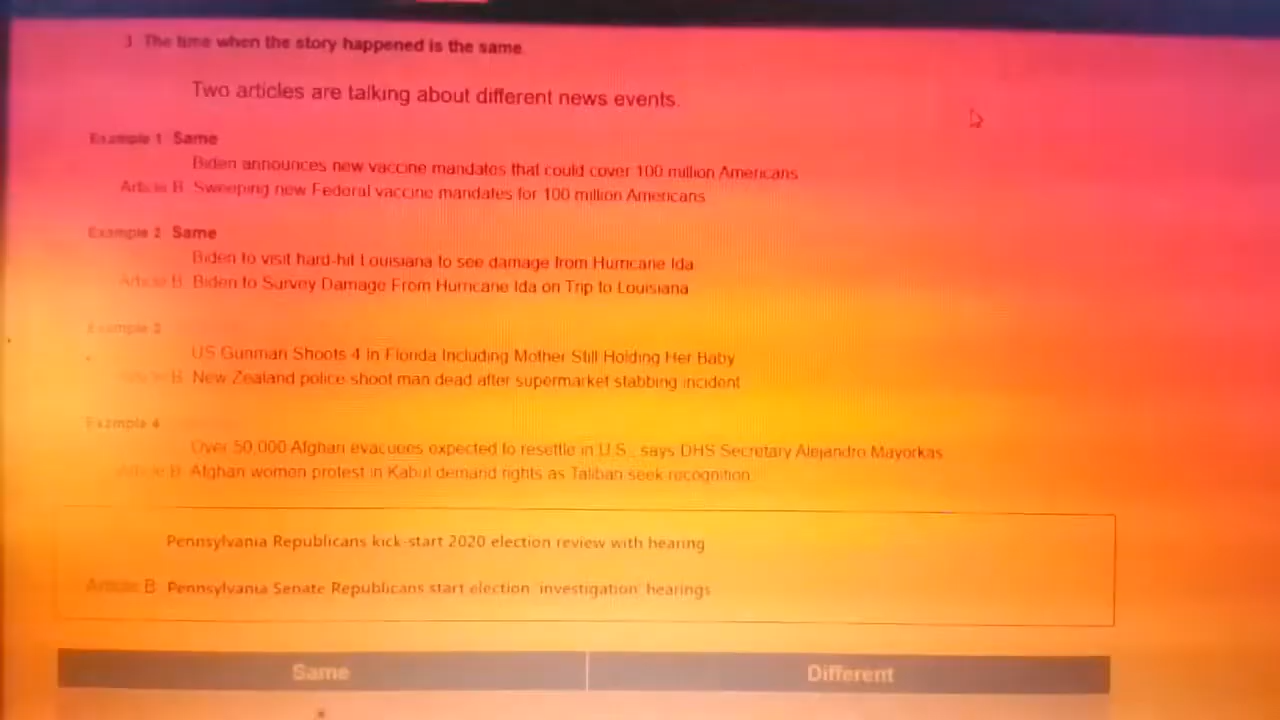 3 The time when the story happened is the same.
Two articles are talking about different news events.
Example 1 Same
Biden announces new vaccine mandates that could cover 100 million Americans
Article B Sweeping new Federal vaccine mandates for 100 million Americans
Example 2 Same
Biden to visit hard-hit Louisiana to see damage from Hurricane Ida
Article B Biden to Survey Damage From Hurricane Ida on Trip to Louisiana
Example 3
US Gunman Shoots 4 In Florida Including Mother Still Holding Her Baby
Article B New Zealand police shoot man dead after supermarket stabbing incident
Example 4
Over 50,000 Afghan evacuees expected to resettle in U.S., says DHS Secretary Alejandro Mayorkas
Article B Afghan women protest in Kabul demand rights as Taliban seek recognition
Pennsylvania Republicans kick-start 2020 election review with hearing
Article B Pennsylvania Senate Republicans start election 'investigation' hearings
Same Different